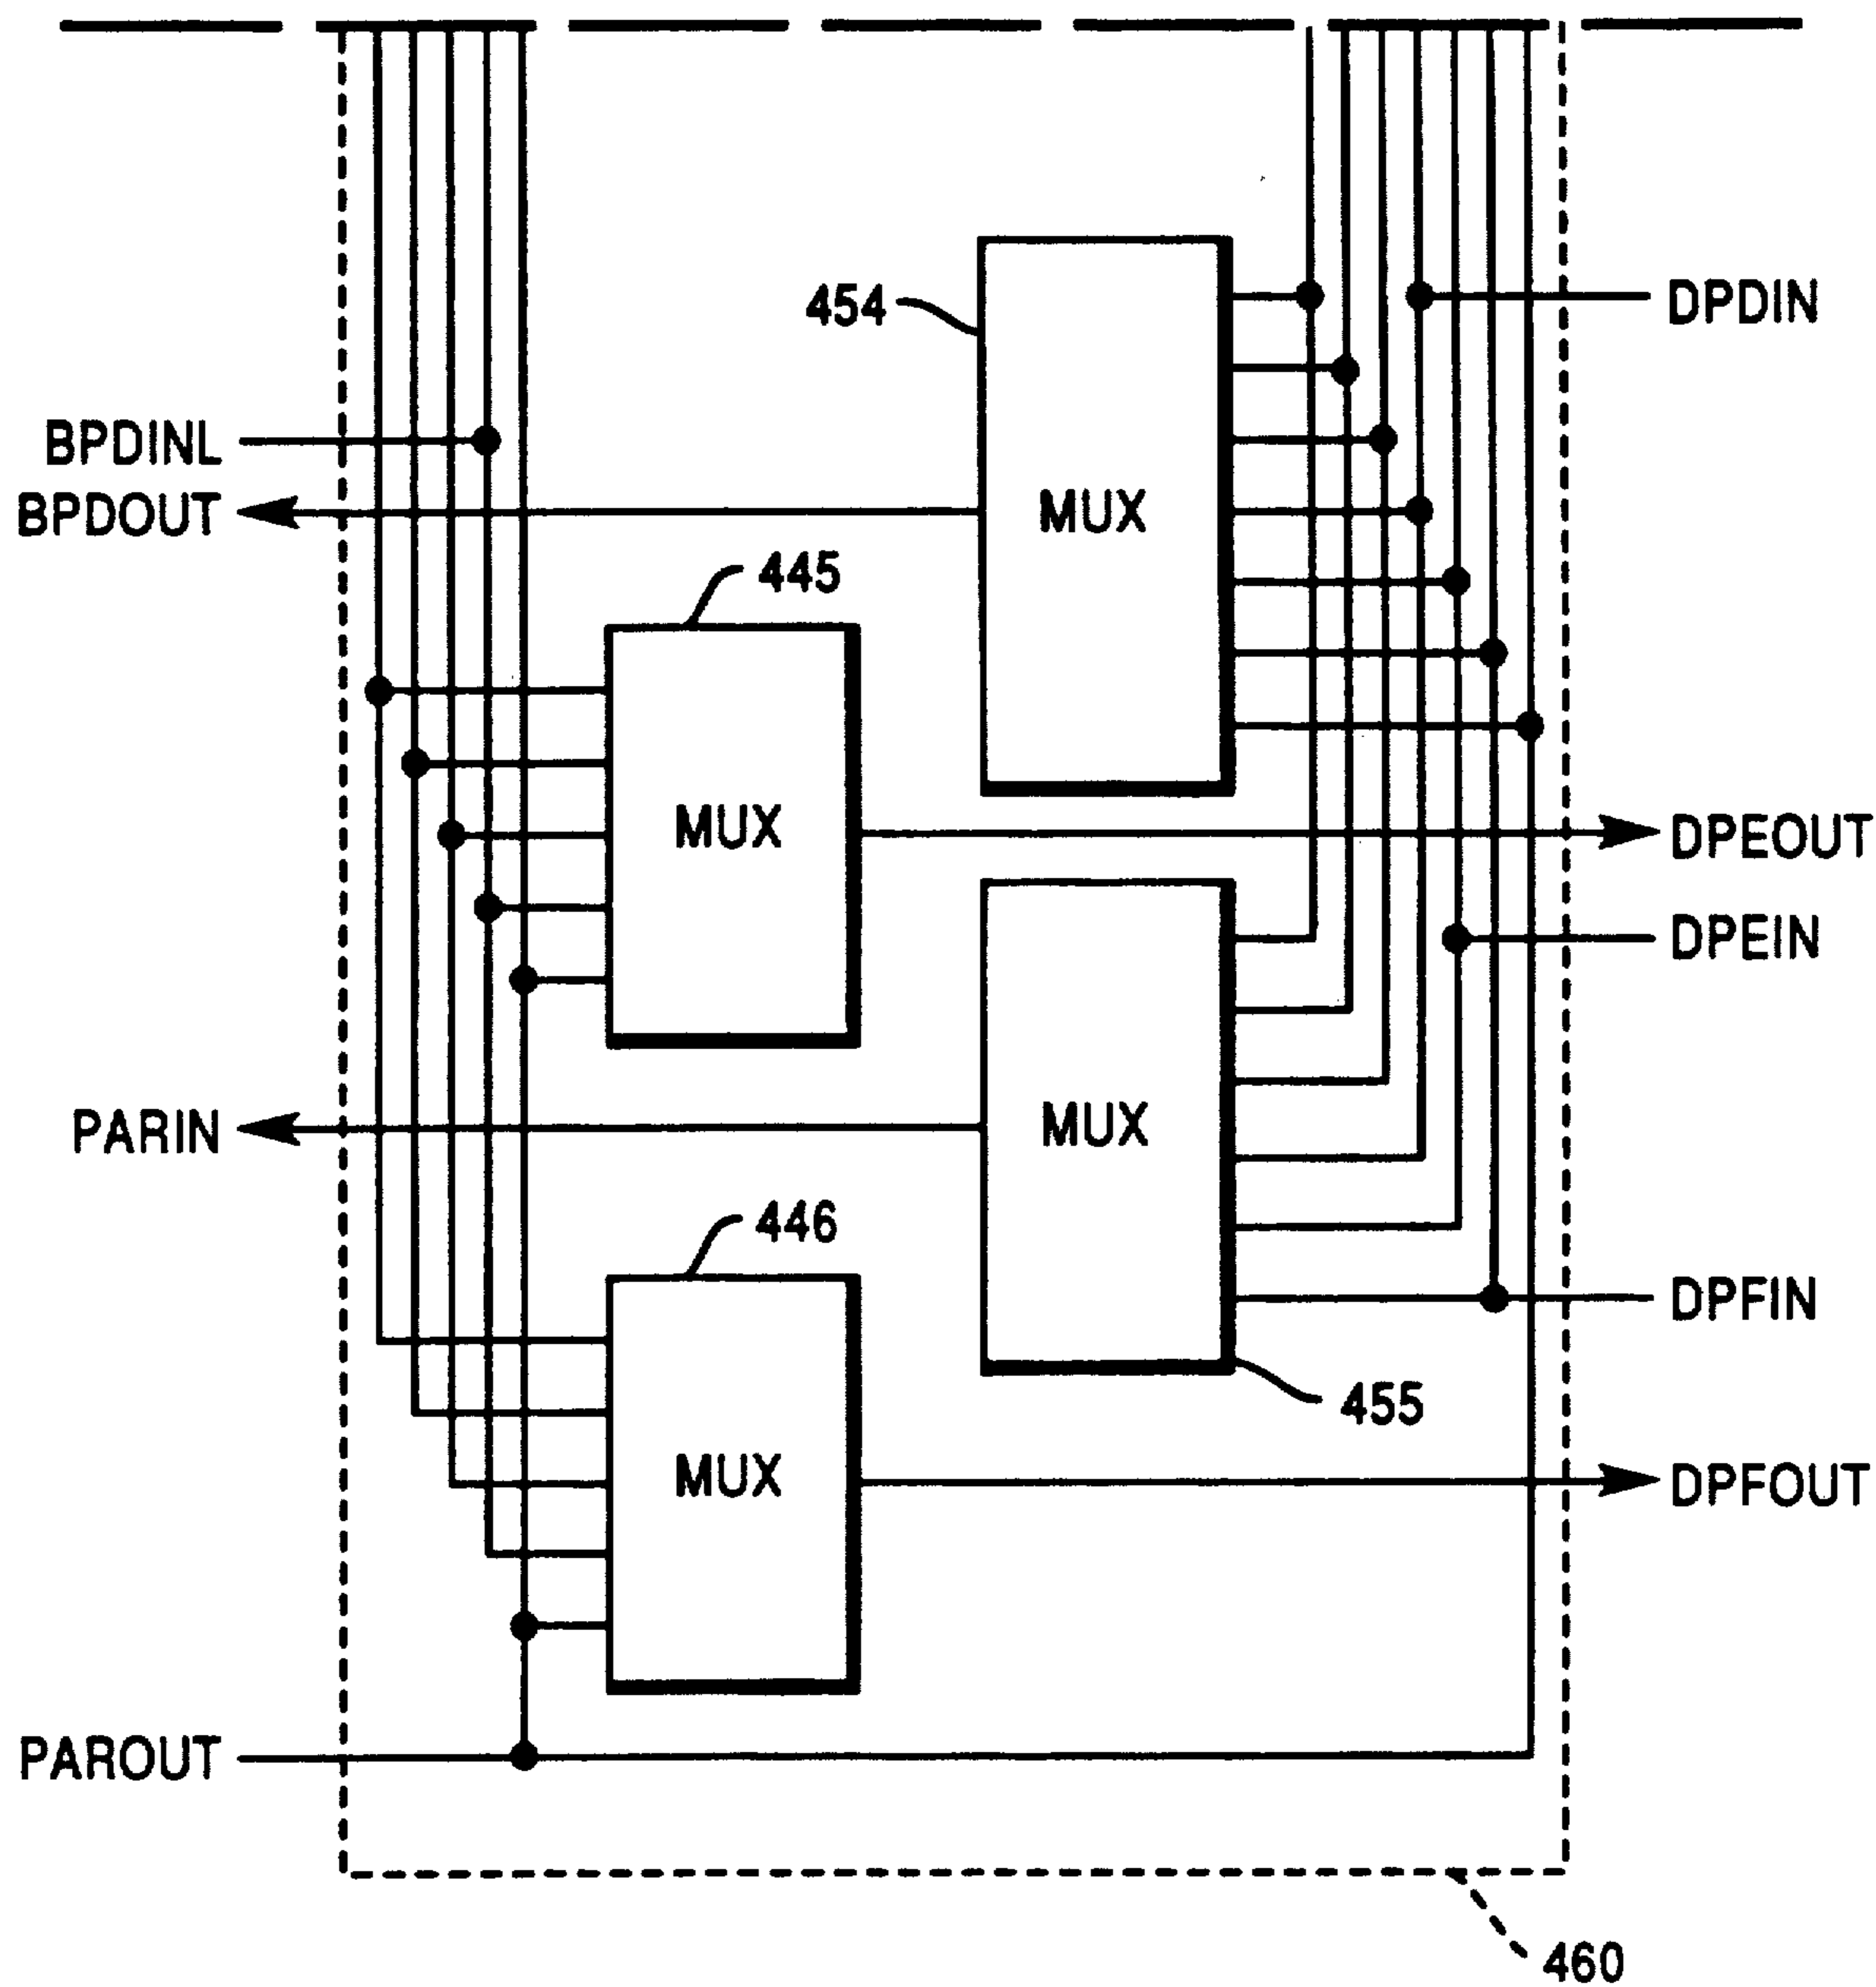 454
DPDIN
BPDINL
BPDOUT
MUX
445
MUX
DPEOUT
DPEIN
PARIN
MUX
446
DPFIN
455
MUX
DPFOUT
PAROUT
460